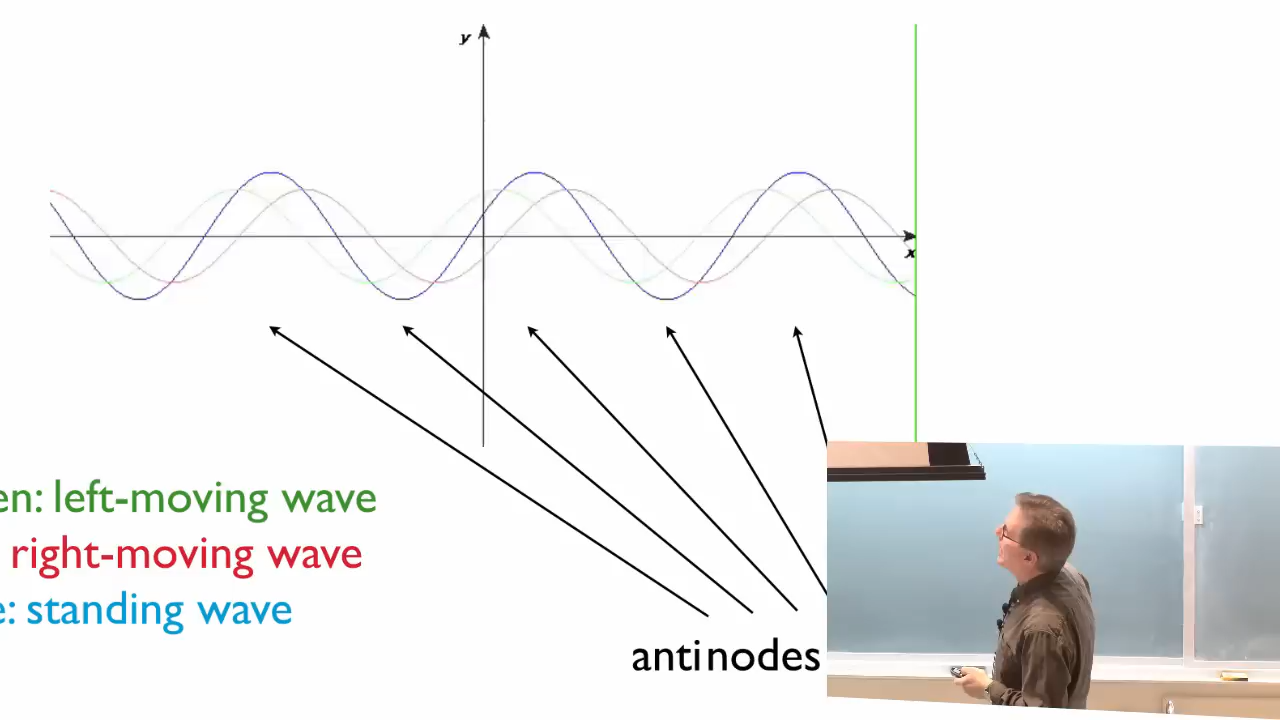 y
x
en: left-moving wave
right-moving wave
e: standing wave
antinodes